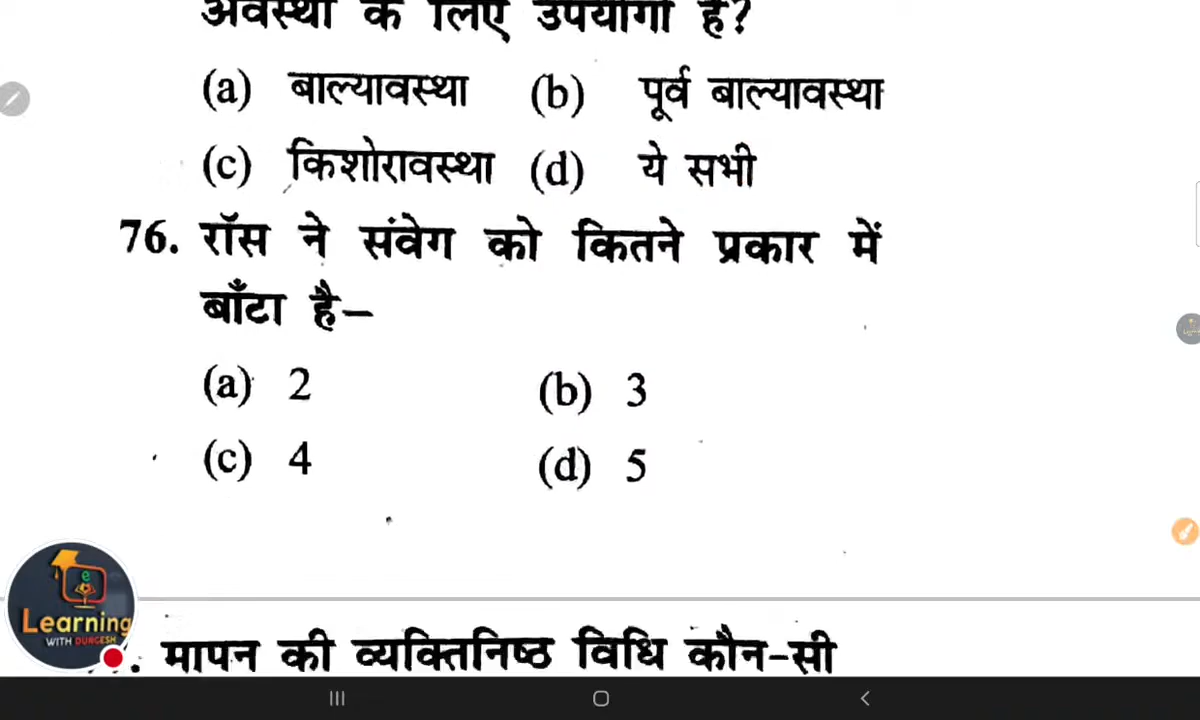 अवस्था के लिए उपयोगी है?
(a) बाल्यावस्था (b) पूर्व बाल्यावस्था
(c) किशोरावस्था (d) ये सभी
76. रॉस ने संवेग को कितने प्रकार में
बाँटा है–
(a) 2 (b) 3
(c) 4 (d) 5
e
Learning
WITH DURGESH
मापन की व्यक्तिनिष्ठ विधि कौन-सी